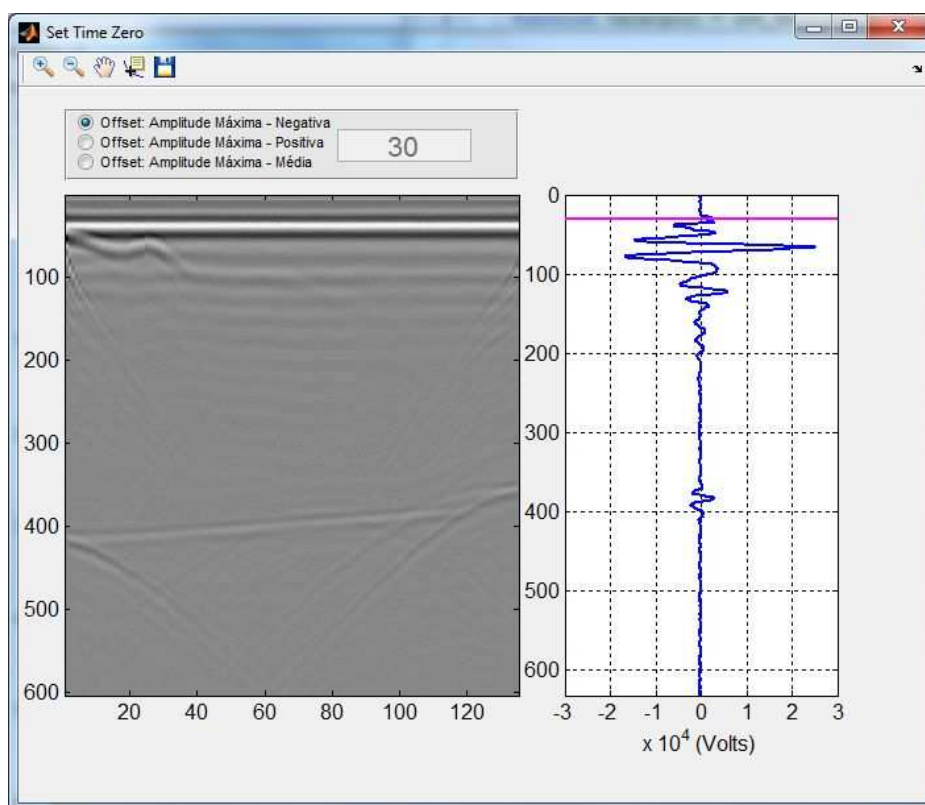 Set Time Zero
Offset: Amplitude Máxima - Negativa
Offset: Amplitude Máxima - Positiva
Offset: Amplitude Máxima - Média
30
100
200
300
400
500
600
20 40 60 80 100 120
0
100
200
300
400
500
600
-3 -2 -1 0 1 2 3
x 10⁴ (Volts)